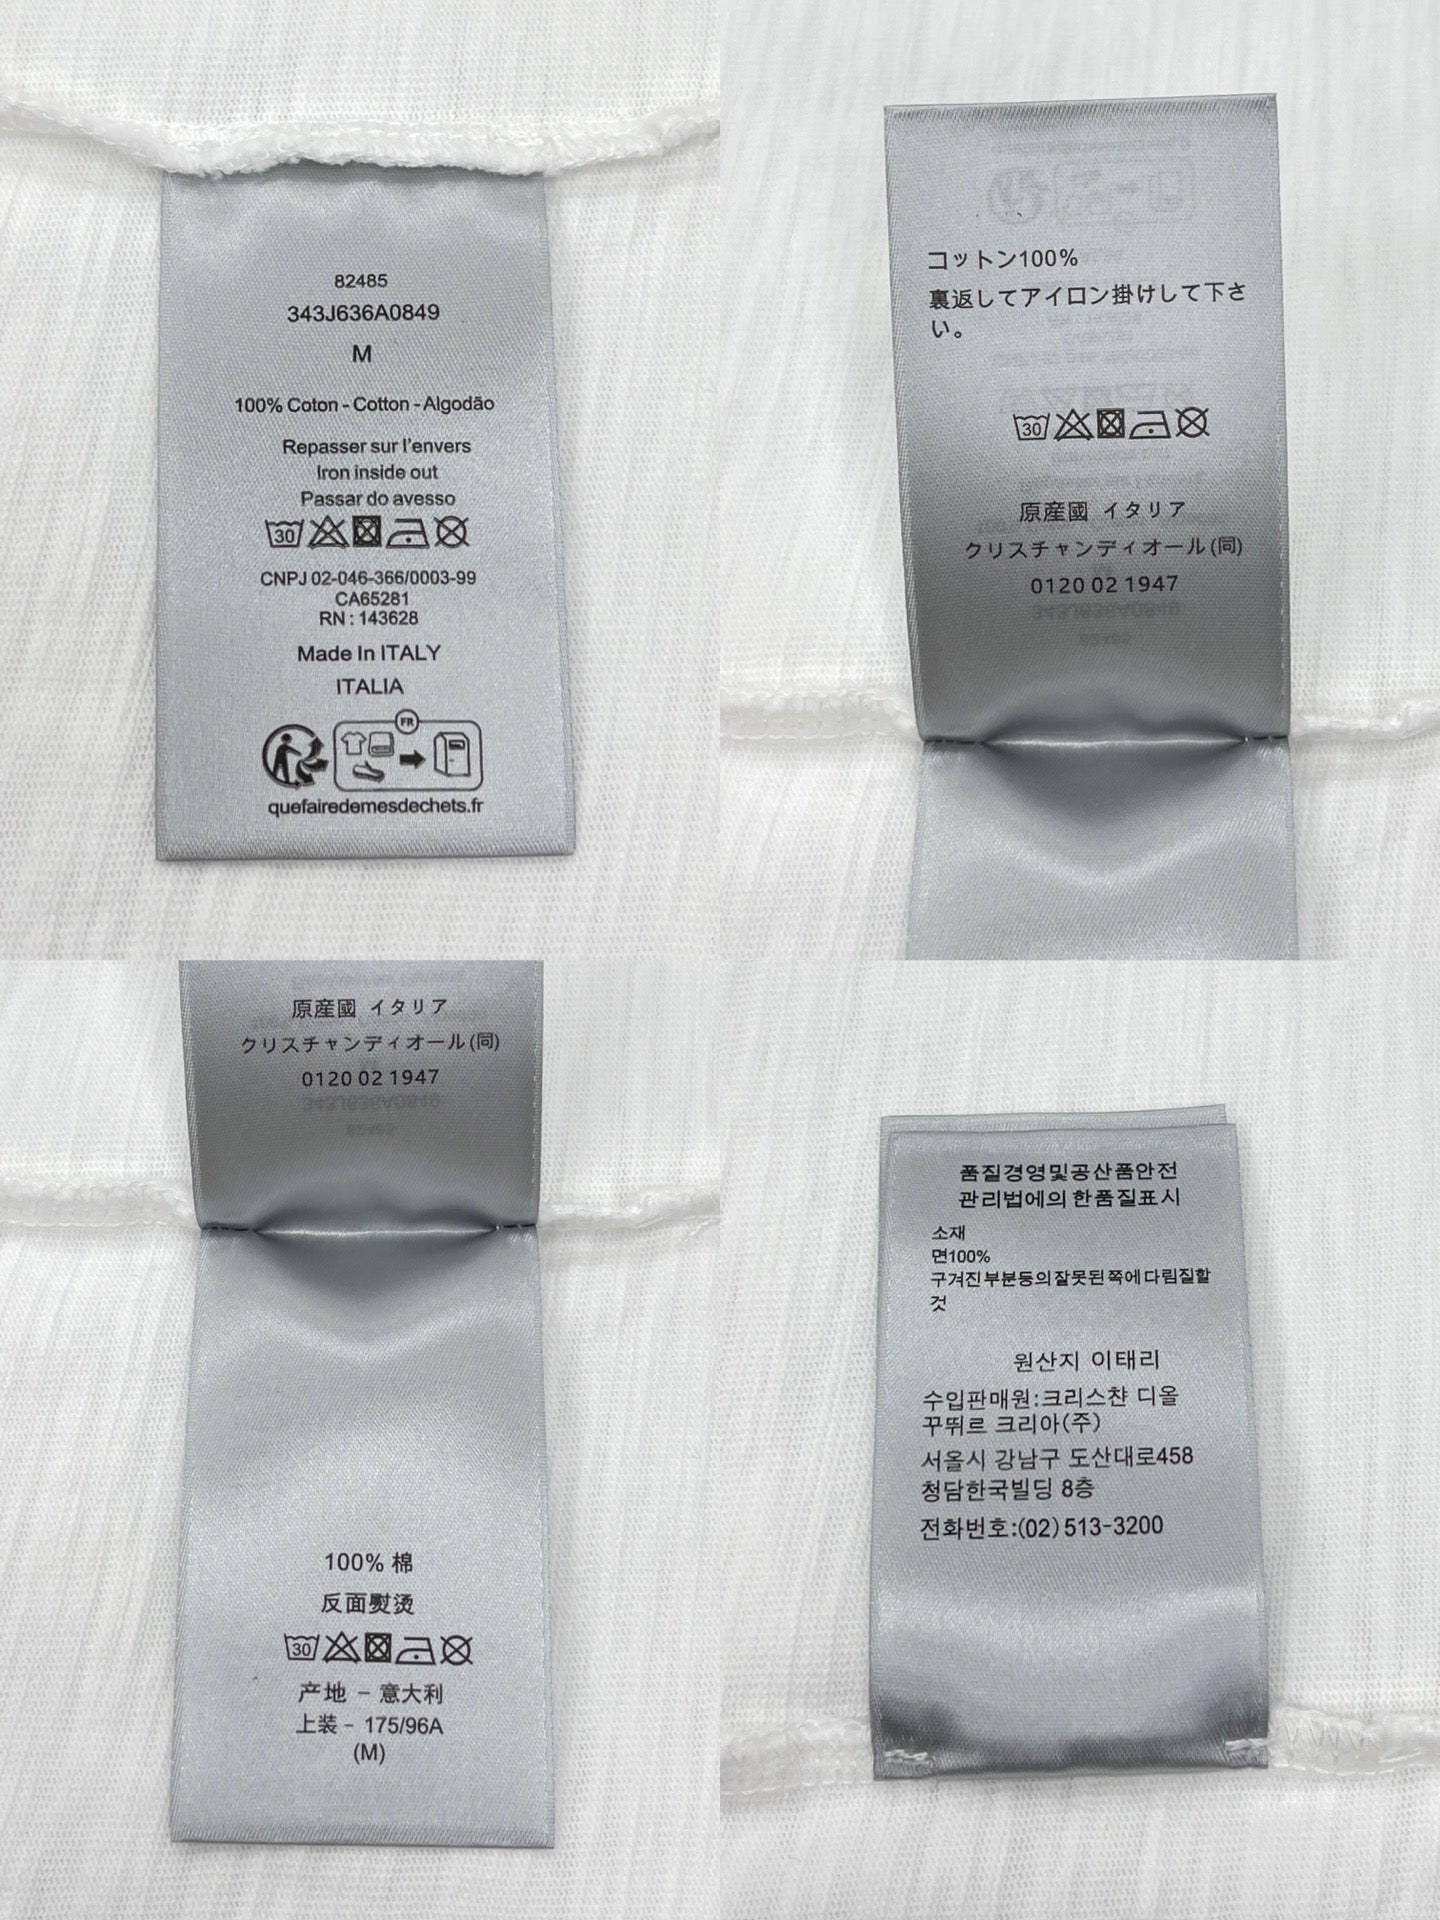 82485
343J636A0849
M
100% Coton - Cotton - Algodão
Repasser sur l'envers
Iron inside out
Passar do avesso
30
CNPJ 02-046-366/0003-99
CA65281
RN : 143628
Made In ITALY
ITALIA
FR
quefairedemesdechets.fr
コットン100%
裏返してアイロン掛けして下さ
い。
30
原産國 イタリア
クリスチャンディオール(同)
0120 02 1947
原産國 イタリア
クリスチャンディオール(同)
0120 02 1947
100% 棉
反面熨烫
30
产地 - 意大利
上装 - 175/96A
(M)
품질경영및공산품안전
관리법에의 한품질표시
소재
면100%
구겨진부분등의잘못된쪽에다림질할
것
원산지 이태리
수입판매원:크리스챤 디올
꾸뛰르 크리아(주)
서울시 강남구 도산대로458
청담한국빌딩 8층
전화번호:(02)513-3200